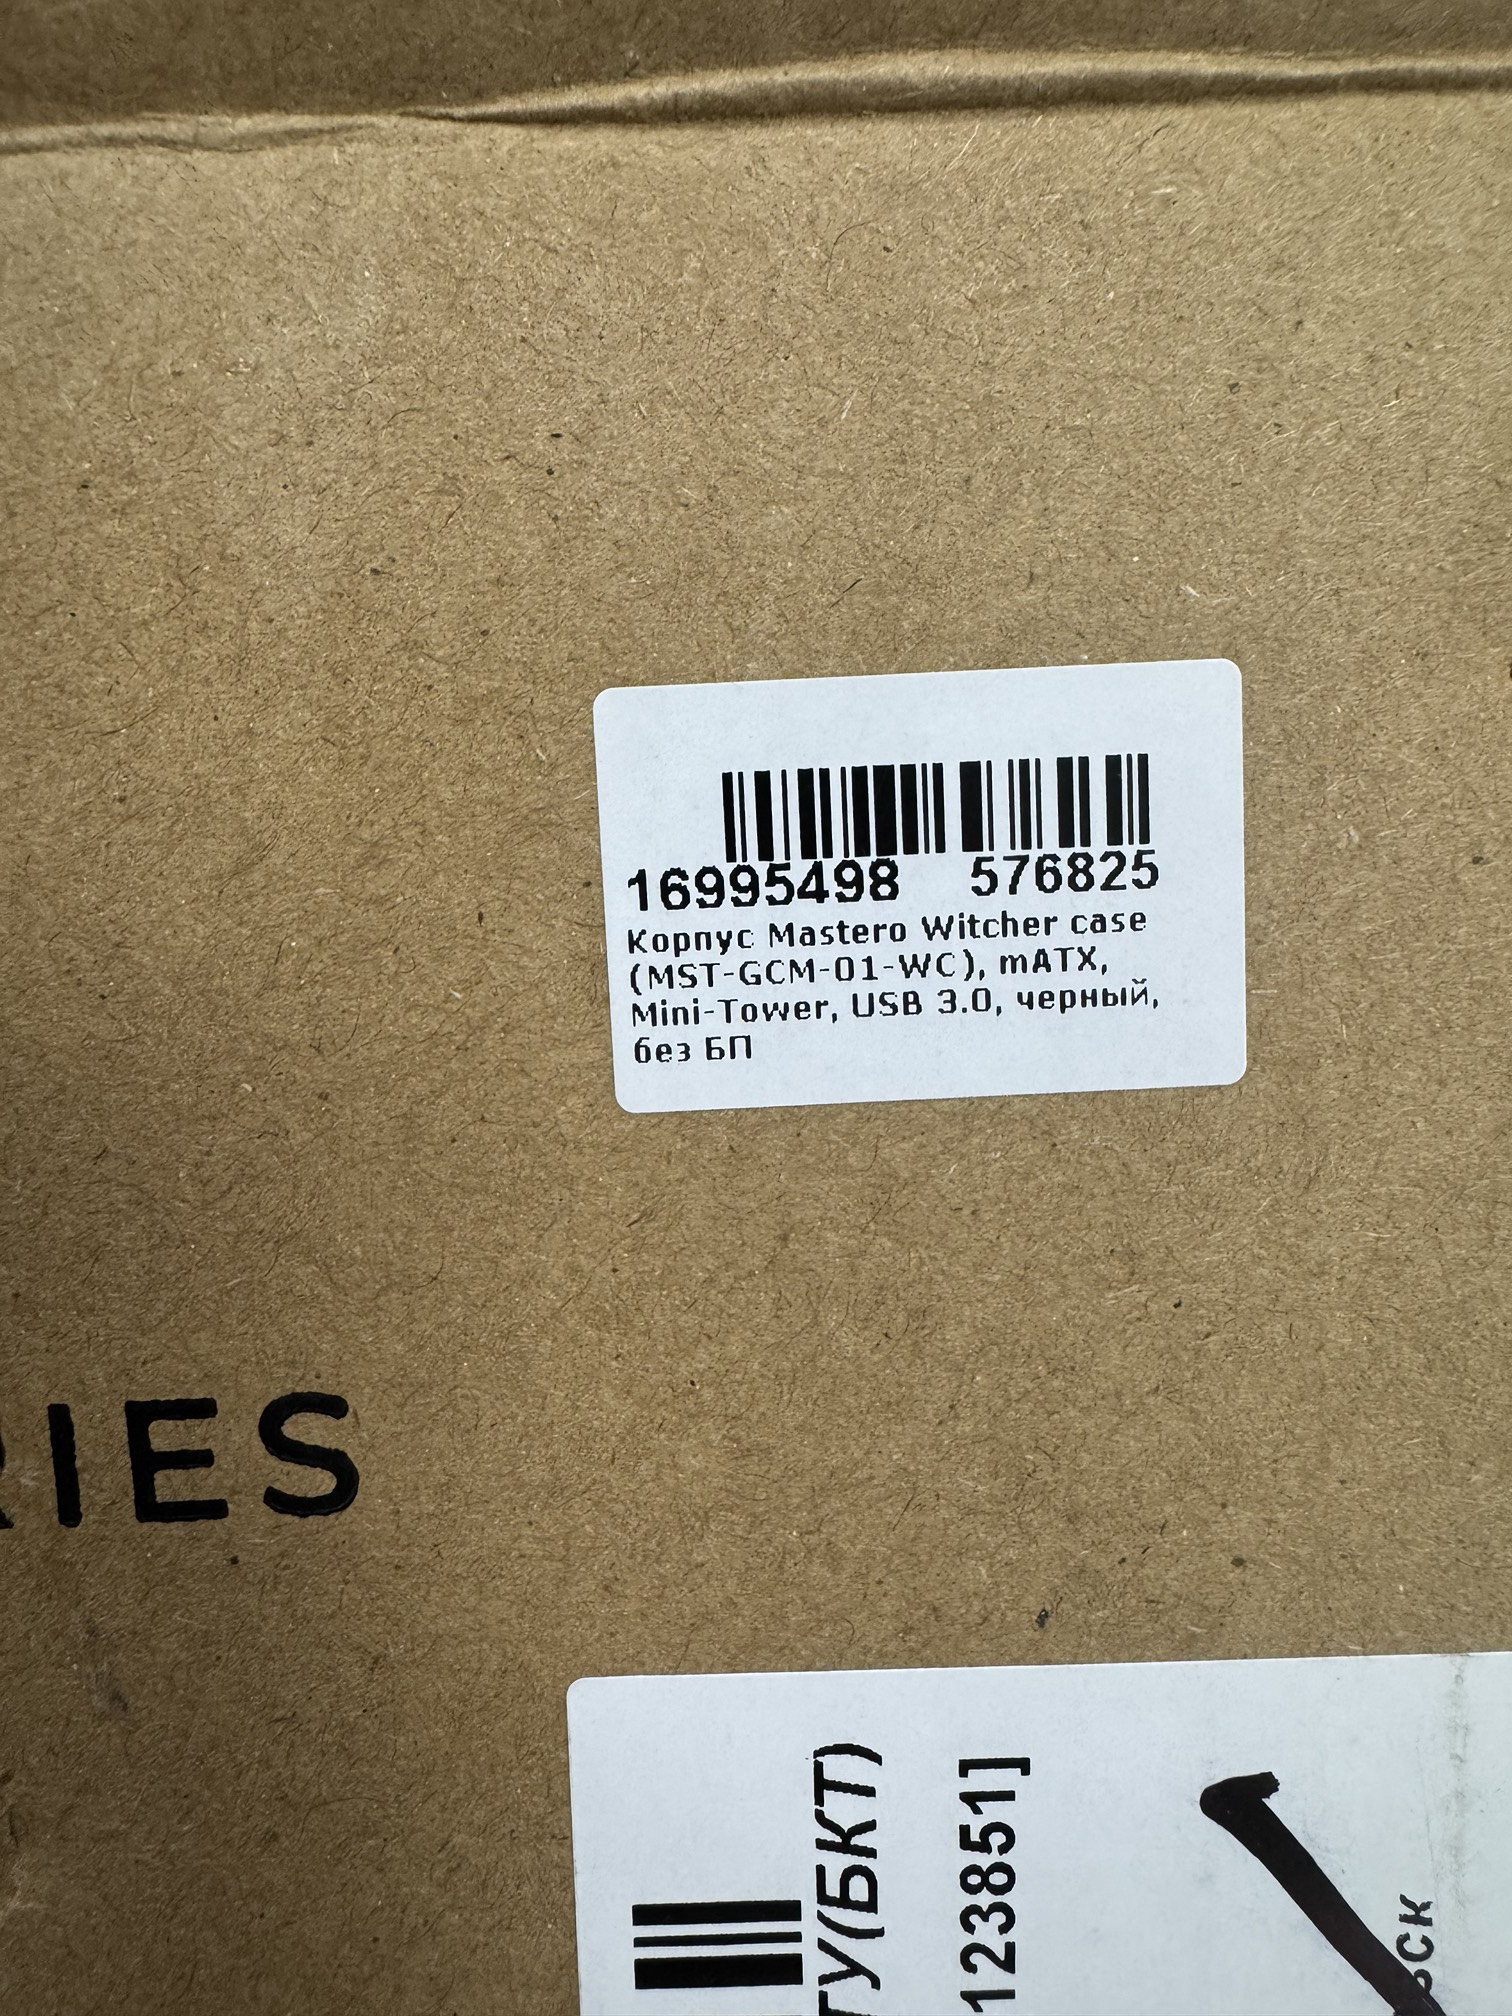 16995498 576825
Корпус Mastero Witcher case
(MST-GCM-01-WC), mATX,
Mini-Tower, USB 3.0, черный,
без БП
RIES
ТУ(БКТ)
123851]
ьск